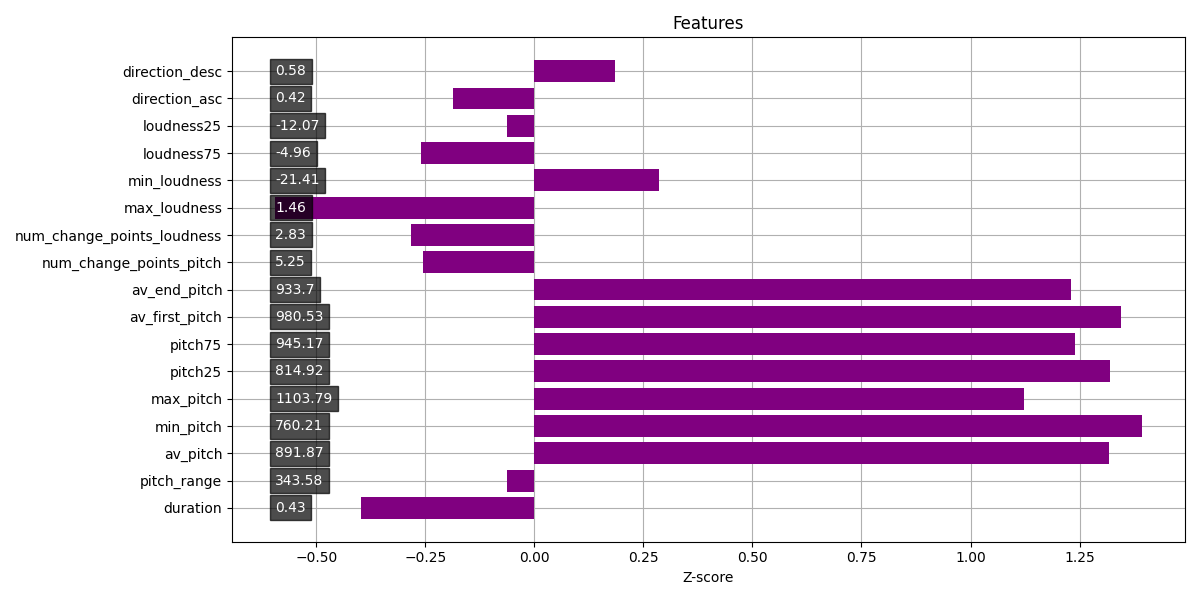 Features
direction_desc 0.58
direction_asc 0.42
loudness25 -12.07
loudness75 -4.96
min_loudness -21.41
max_loudness 1.46
num_change_points_loudness 2.83
num_change_points_pitch 5.25
av_end_pitch 933.7
av_first_pitch 980.53
pitch75 945.17
pitch25 814.92
max_pitch 1103.79
min_pitch 760.21
av_pitch 891.87
pitch_range 343.58
duration 0.43
−0.50 −0.25 0.00 0.25 0.50 0.75 1.00 1.25
Z-score